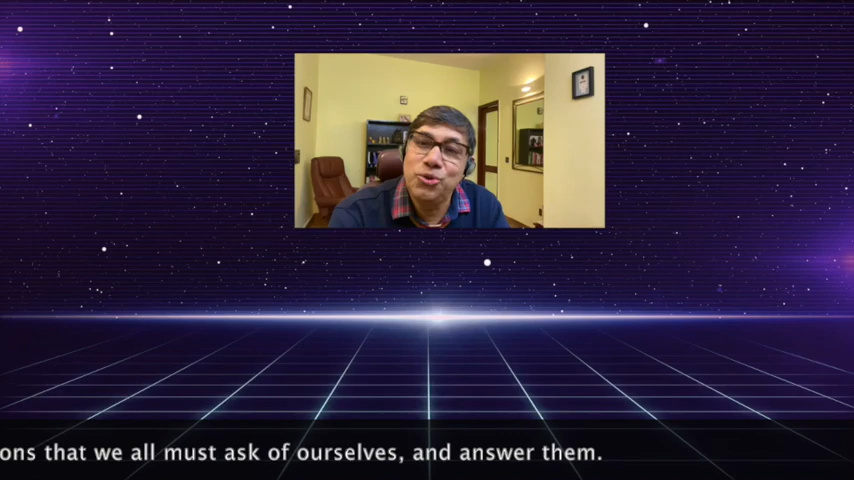 ons that we all must ask of ourselves, and answer them.